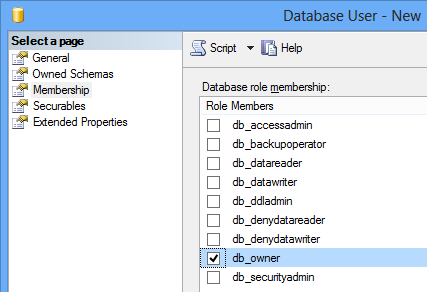 Database User - New
Select a page
General
Owned Schemas
Membership
Securables
Extended Properties
Script
Help
Database role membership:
Role Members
db_accessadmin
db_backupoperator
db_datareader
db_datawriter
db_ddladmin
db_denydatareader
db_denydatawriter
db_owner
db_securityadmin